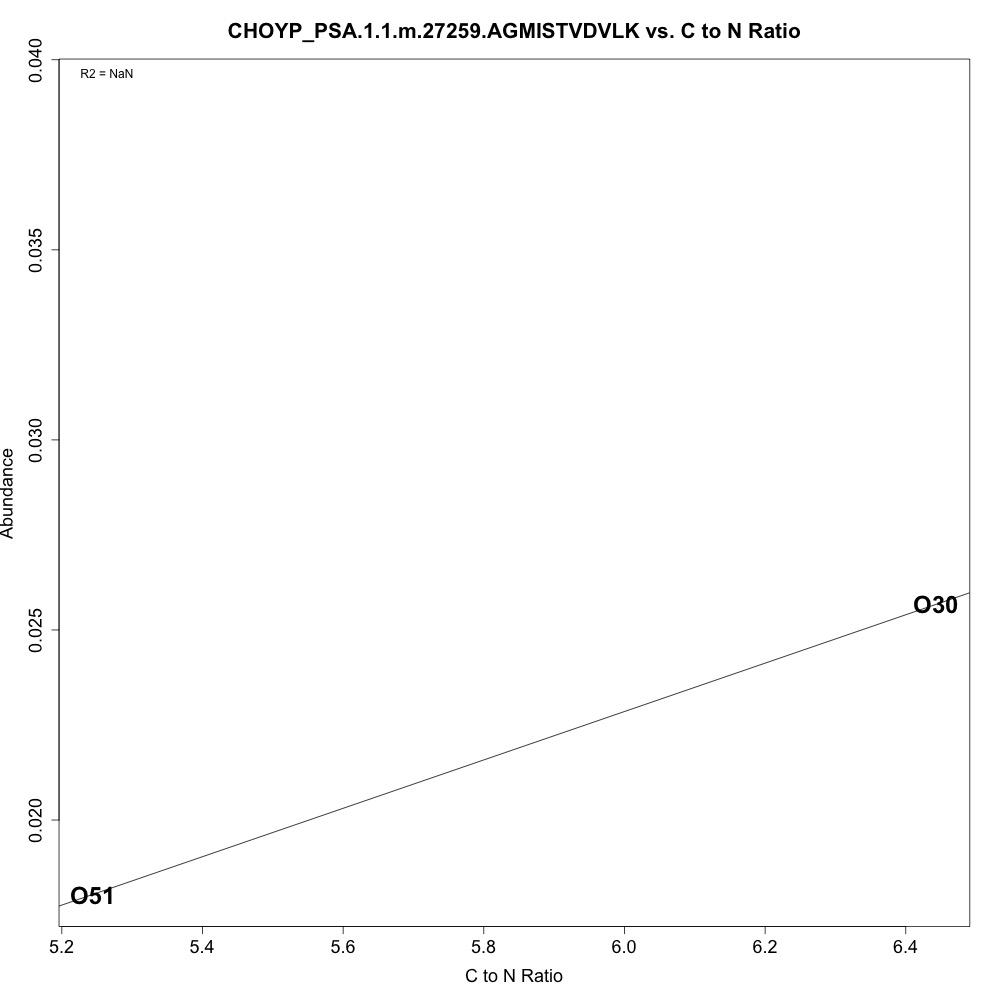 CHOYP_PSA.1.1.m.27259.AGMISTVDVLK vs. C to N Ratio
R2 = NaN
0.040
0.035
0.030
0.025
0.020
Abundance
O30
O51
5.2 5.4 5.6 5.8 6.0 6.2 6.4
C to N Ratio